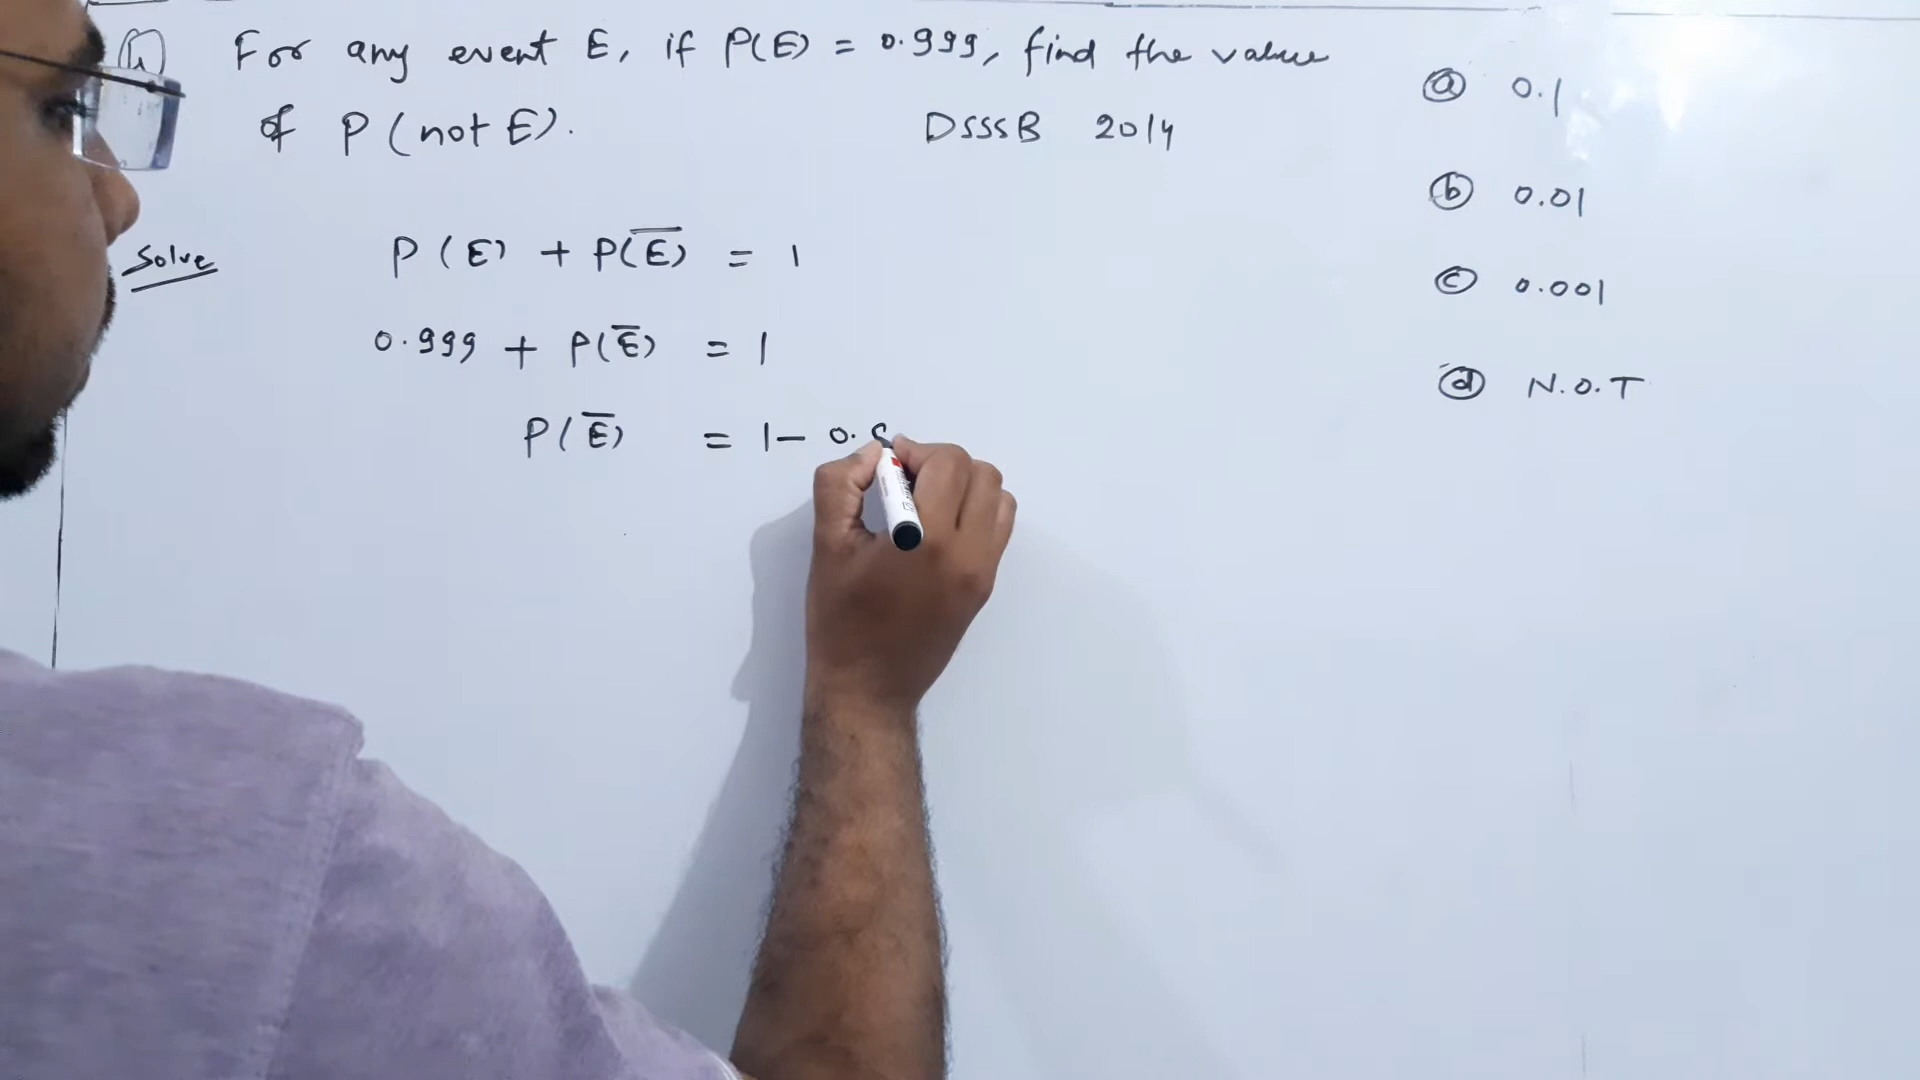 For any event E, if P(E) = 0.999, find the value
of P (not E).
DSSSB 2014
Solve
P (E) + P(E̅) = 1
0.999 + P(E̅) = 1
P(E̅) = 1 - 0.9
ⓐ 0.1
ⓑ 0.01
ⓒ 0.001
ⓓ N.O.T